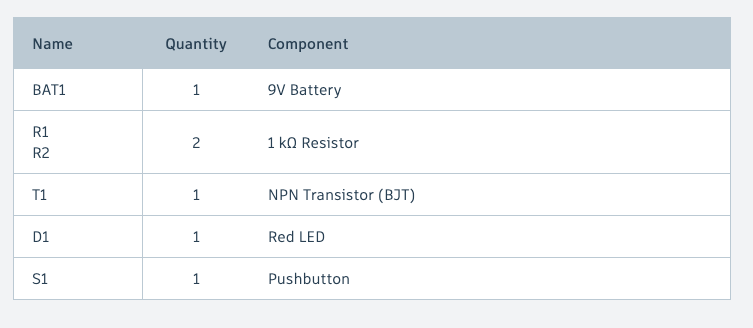 Name Quantity Component
BAT1 1 9V Battery
R1
R2 2 1 kΩ Resistor
T1 1 NPN Transistor (BJT)
D1 1 Red LED
S1 1 Pushbutton